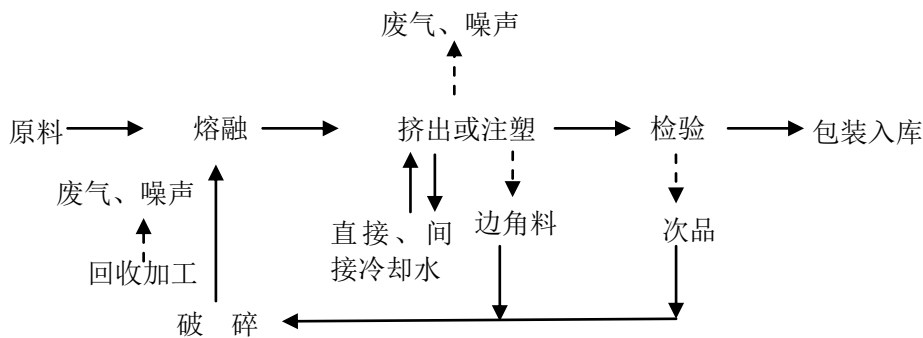 废气、噪声
原料
熔融
挤出或注塑
检验
包装入库
废气、噪声
直接、间
接冷却水
边角料
次品
回收加工
破 碎